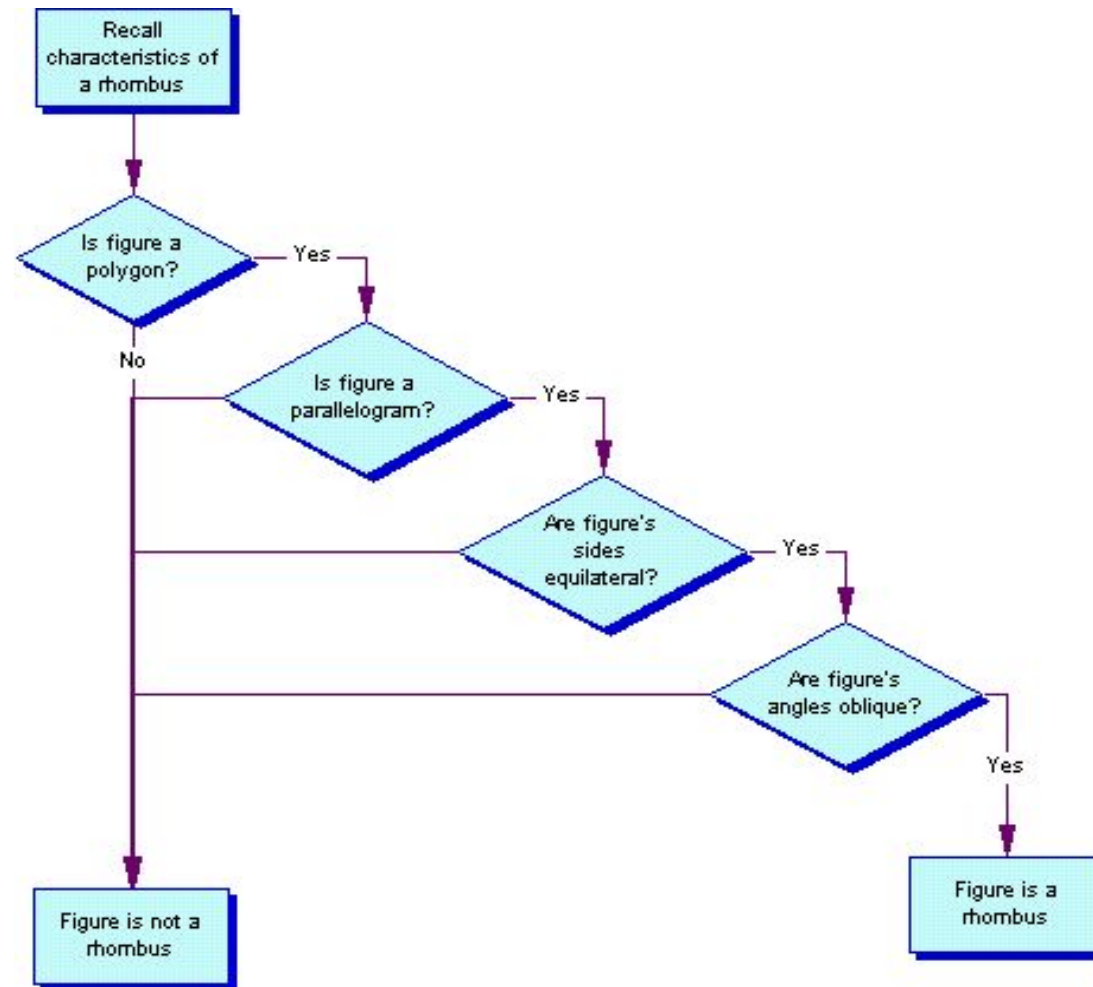 Recall
characteristics of
a rhombus
Is figure a
polygon?
Yes
No
Is figure a
parallelogram?
Yes
Are figure's
sides
equilateral?
Yes
Are figure's
angles oblique?
Yes
Figure is not a
rhombus
Figure is a
rhombus